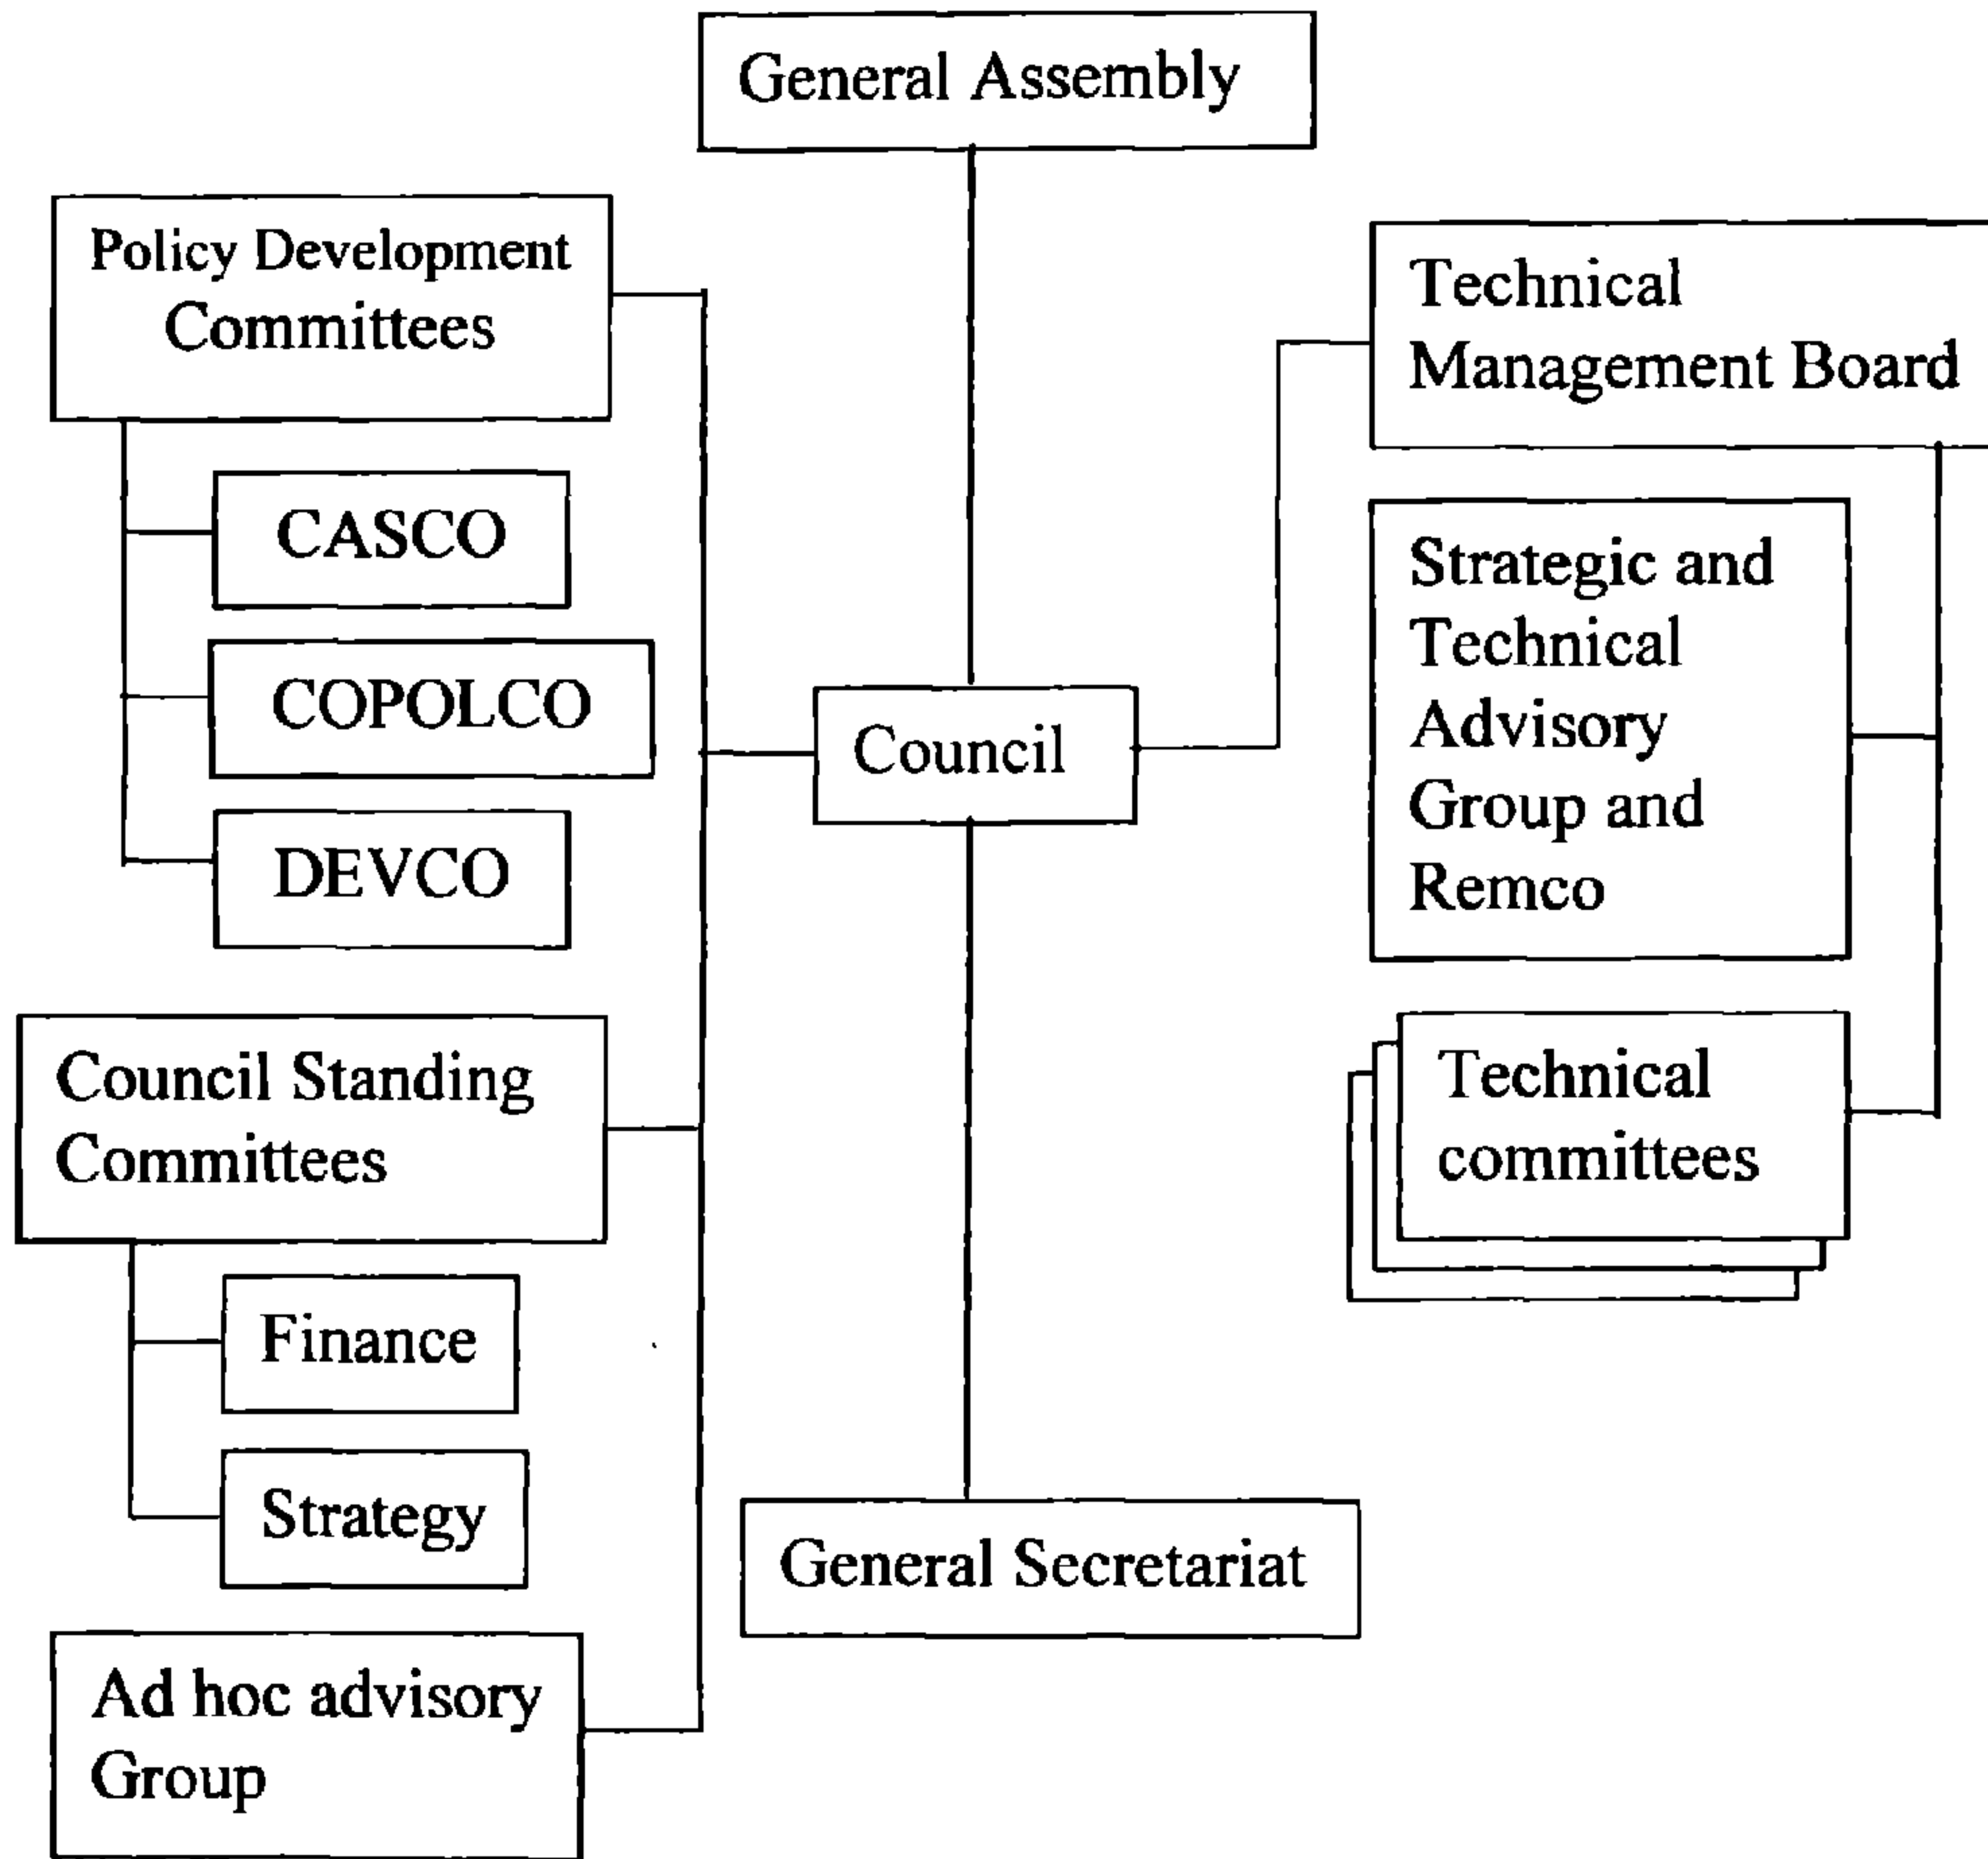 General Assembly
Policy Development
Committees
CASCO
COPOLCO
DEVCO
Council Standing
Committees
Finance
Strategy
Ad hoc advisory
Group
Council
General Secretariat
Technical
Management Board
Strategic and
Technical
Advisory
Group and
Remco
Technical
committees